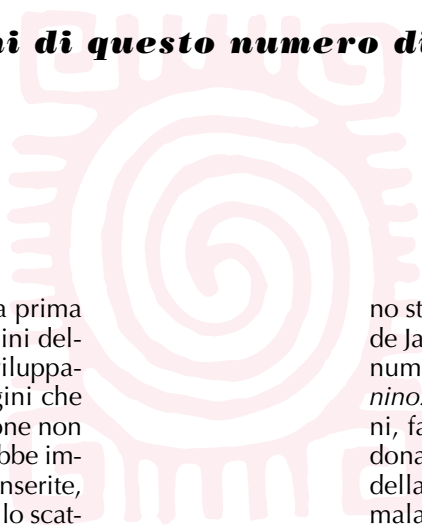 ni di questo numero di
a prima
ini del-
viluppa-
gini che
one non
bbe im-
nserite,
lo scat-
no st
de Ja
num
nino
ni, fa
dona
della
mala